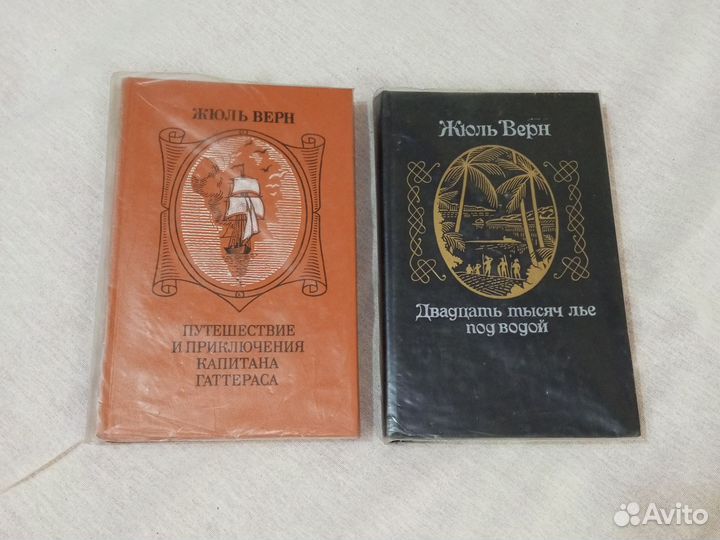 ЖЮЛЬ ВЕРН
ПУТЕШЕСТВИЕ
И ПРИКЛЮЧЕНИЯ
КАПИТАНА
ГАТТЕРАСА
Жюль Верн
Двадцать тысяч лье
под водой
Avito